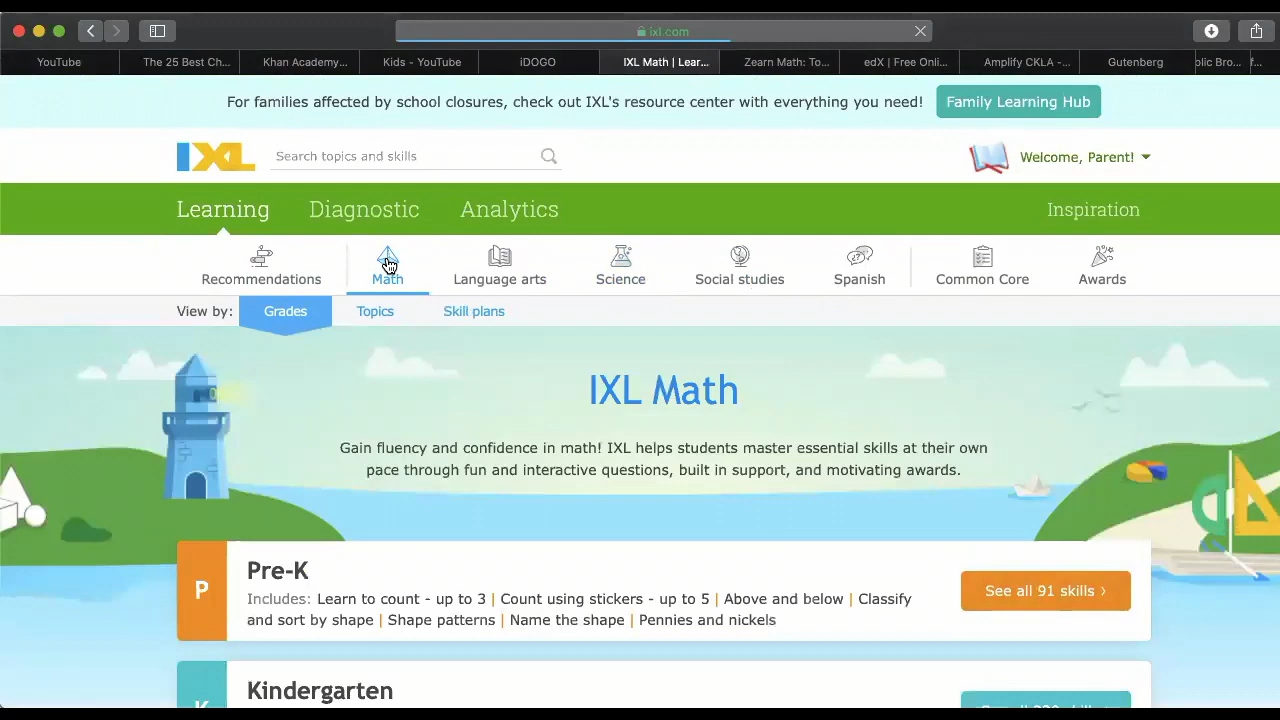 ixl.com
YouTube The 25 Best Ch... Khan Academy... Kids - YouTube iDOGO IXL Math | Lear... Zearn Math: To... edX | Free Onli... Amplify CKLA -... Gutenberg olic Bro... f...
For families affected by school closures, check out IXL's resource center with everything you need! Family Learning Hub
IXL Search topics and skills Welcome, Parent!
Learning Diagnostic Analytics Inspiration
Recommendations Math Language arts Science Social studies Spanish Common Core Awards
View by: Grades Topics Skill plans
IXL Math
Gain fluency and confidence in math! IXL helps students master essential skills at their own
pace through fun and interactive questions, built in support, and motivating awards.
P Pre-K
Includes: Learn to count - up to 3 | Count using stickers - up to 5 | Above and below | Classify
and sort by shape | Shape patterns | Name the shape | Pennies and nickels
See all 91 skills ›
K Kindergarten